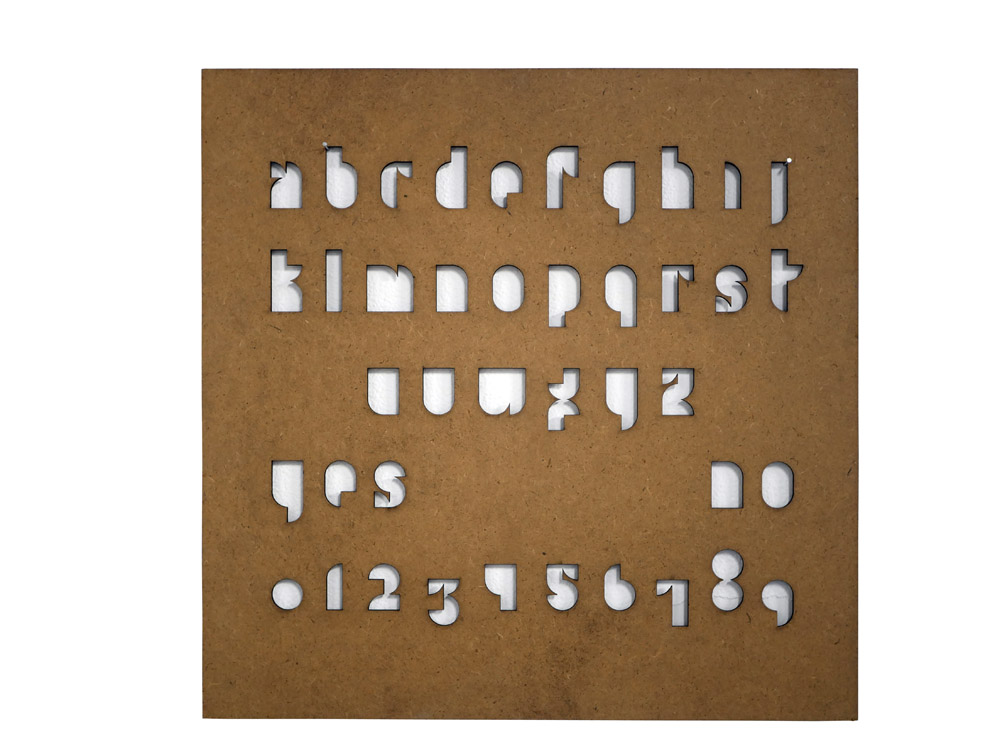 abcdefghij
klmnopqrst
uvwxyz
yes no
0123456789